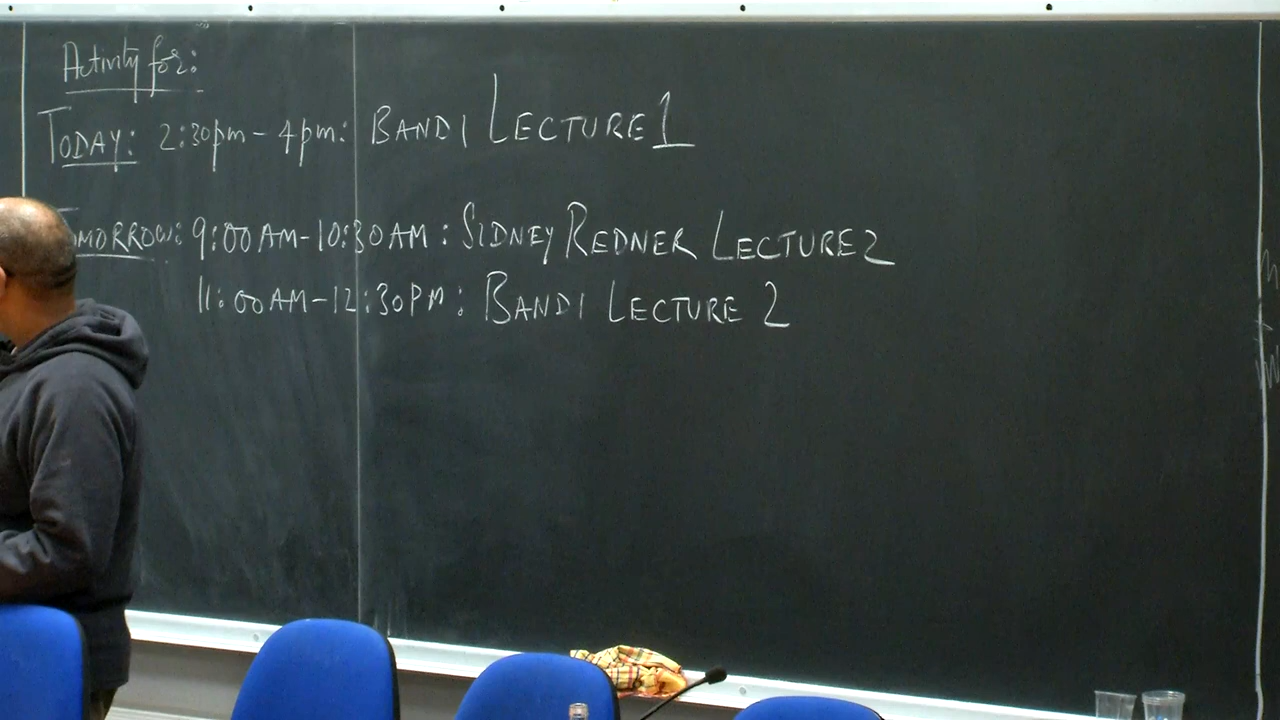 Activity for:
TODAY: 2:30pm - 4pm: BANDI LECTURE 1
TOMORROW: 9:00AM-10:30AM: SIDNEY REDNER LECTURE 2
11:00AM-12:30PM: BANDI LECTURE 2